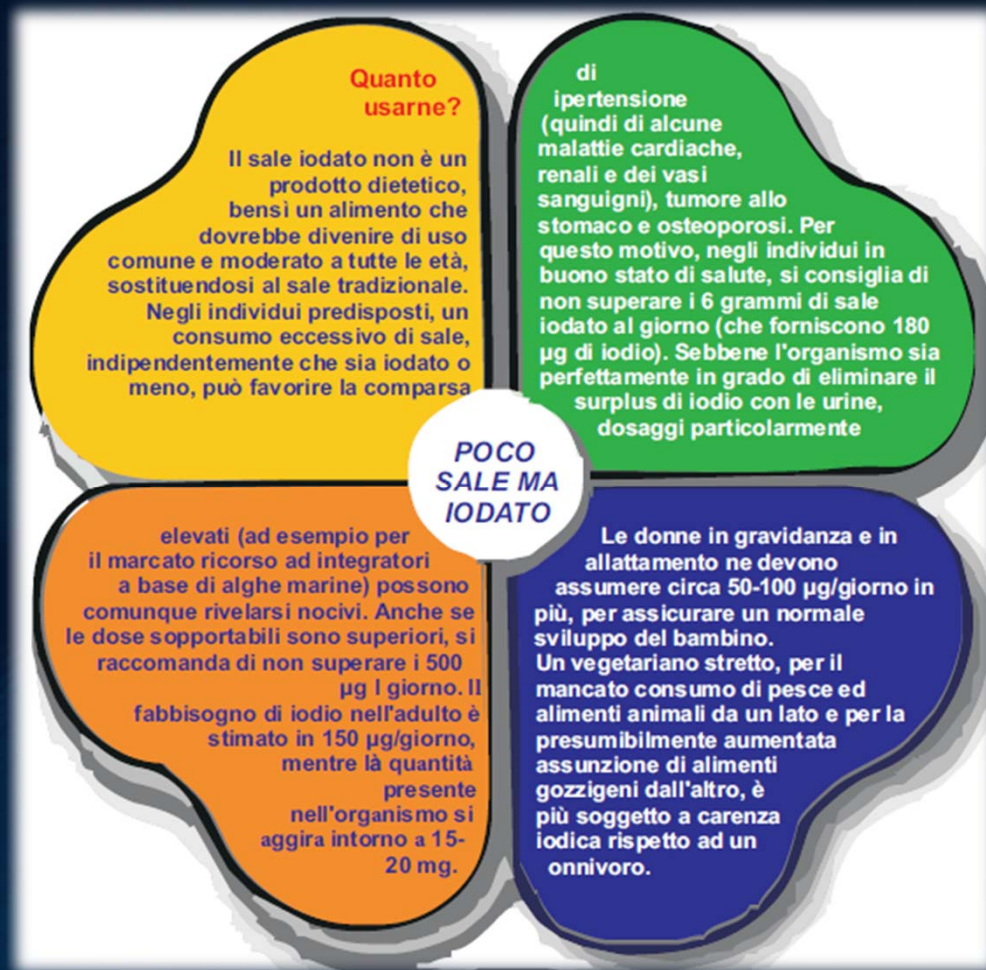 Quanto
usarne?
Il sale iodato non è un
prodotto dietetico,
bensì un alimento che
dovrebbe divenire di uso
comune e moderato a tutte le età,
sostituendosi al sale tradizionale.
Negli individui predisposti, un
consumo eccessivo di sale,
indipendentemente che sia iodato o
meno, può favorire la comparsa
di
ipertensione
(quindi di alcune
malattie cardiache,
renali e dei vasi
sanguigni), tumore allo
stomaco e osteoporosi. Per
questo motivo, negli individui in
buono stato di salute, si consiglia di
non superare i 6 grammi di sale
iodato al giorno (che forniscono 180
µg di iodio). Sebbene l'organismo sia
perfettamente in grado di eliminare il
surplus di iodio con le urine,
dosaggi particolarmente
POCO
SALE MA
IODATO
elevati (ad esempio per
il marcato ricorso ad integratori
a base di alghe marine) possono
comunque rivelarsi nocivi. Anche se
le dose sopportabili sono superiori, si
raccomanda di non superare i 500
µg l giorno. Il
fabbisogno di iodio nell'adulto è
stimato in 150 µg/giorno,
mentre là quantità
presente
nell'organismo si
aggira intorno a 15-
20 mg.
Le donne in gravidanza e in
allattamento ne devono
assumere circa 50-100 µg/giorno in
più, per assicurare un normale
sviluppo del bambino.
Un vegetariano stretto, per il
mancato consumo di pesce ed
alimenti animali da un lato e per la
presumibilmente aumentata
assunzione di alimenti
gozzigeni dall'altro, è
più soggetto a carenza
iodica rispetto ad un
onnivoro.